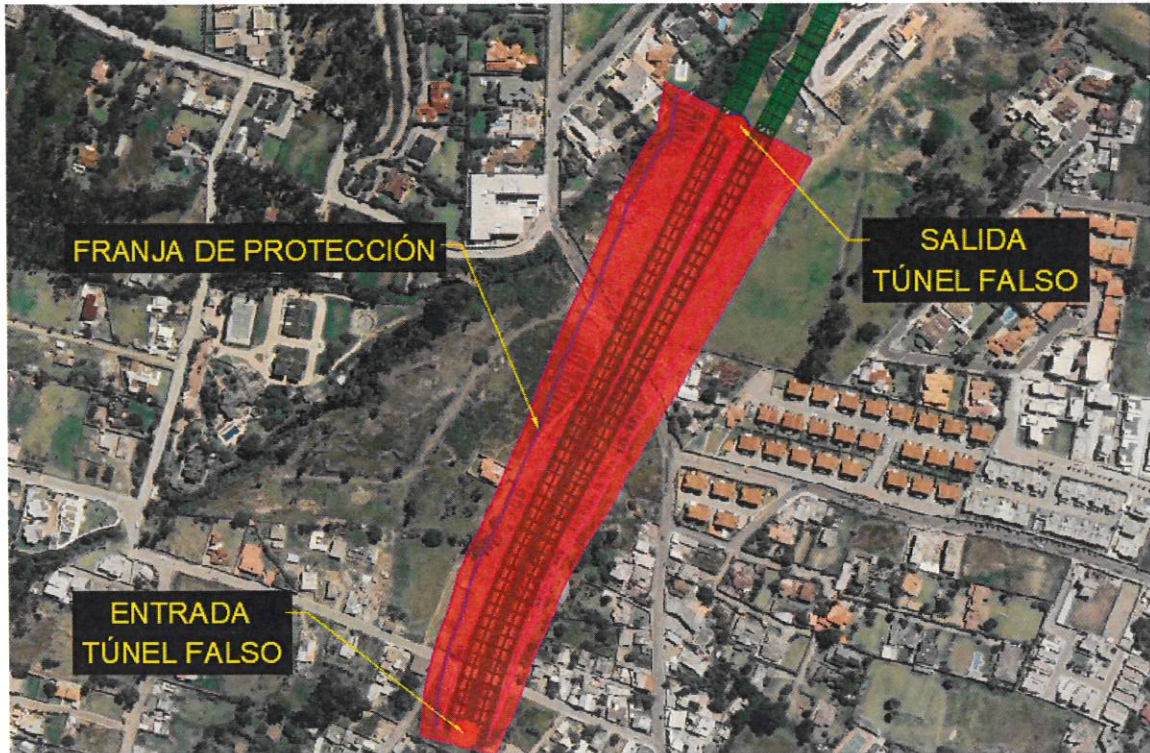 FRANJA DE PROTECCIÓN
SALIDA
TÚNEL FALSO
ENTRADA
TÚNEL FALSO